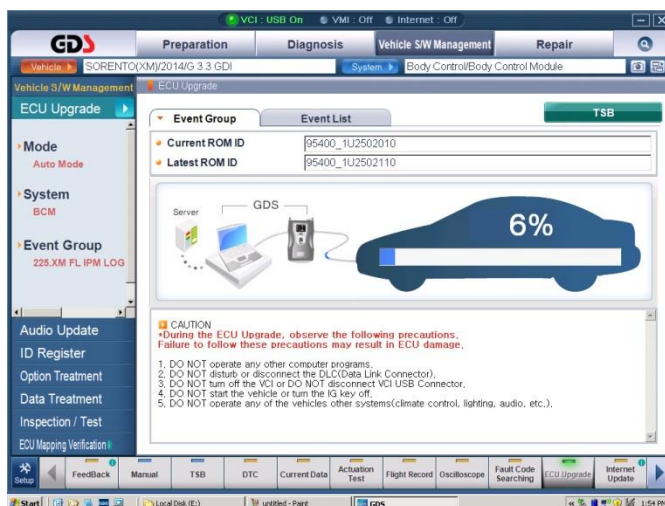 VCI : USB On VMI : Off Internet : Off
GDS Preparation Diagnosis Vehicle S/W Management Repair
Vehicle SORENTO(XM)/2014/G 3.3 GDI System Body Control/Body Control Module
Vehicle S/W Management ECU Upgrade
ECU Upgrade
Event Group Event List TSB
Current ROM ID 95400_1U2502010
Latest ROM ID 95400_1U2502110
Mode
Auto Mode
System
BCM
Event Group
225.XM FL IPM LOG
Server GDS
6%
Audio Update
ID Register
Option Treatment
Data Treatment
Inspection / Test
ECU Mapping Verification
CAUTION
*During the ECU Upgrade, observe the following precautions,
Failure to follow these precautions may result in ECU damage,
1, DO NOT operate any other computer programs,
2, DO NOT disturb or disconnect the DLC(Data Link Connector),
3, DO NOT turn off the VCI or DO NOT disconnect VCI USB Connector,
4, DO NOT start the vehicle or turn the IG key off,
5, DO NOT operate any of the vehicles other systems(climate control, lighting, audio, etc,),
Setup FeedBack Manual TSB DTC Current Data Actuation Test Flight Record Oscilloscope Fault Code Searching ECU Upgrade Internet Update
Start Local Disk (E:) untitled - Paint GDS 1:54 PM